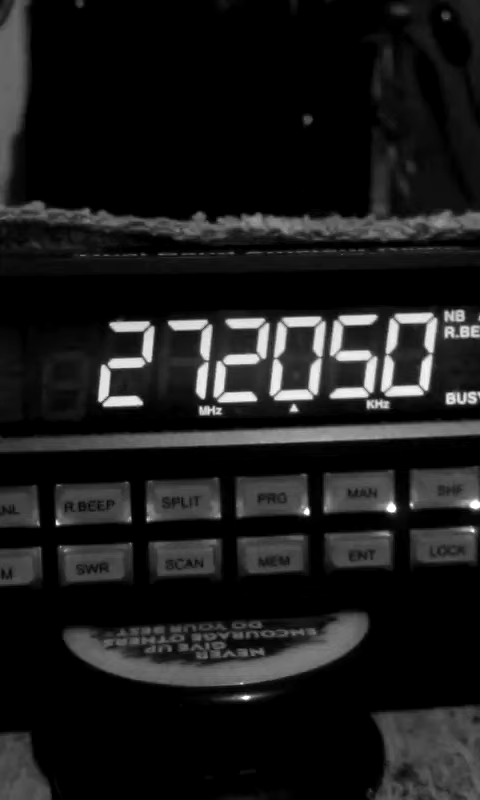 272050
NB
R.BE
MHz
KHz
BUSY
NL R.BEEP SPLIT PRG MAN SHF
M SWR SCAN MEM ENT LOCK
NEVER
GIVE UP
ENCOURAGE OTHERS
DO YOUR BEST